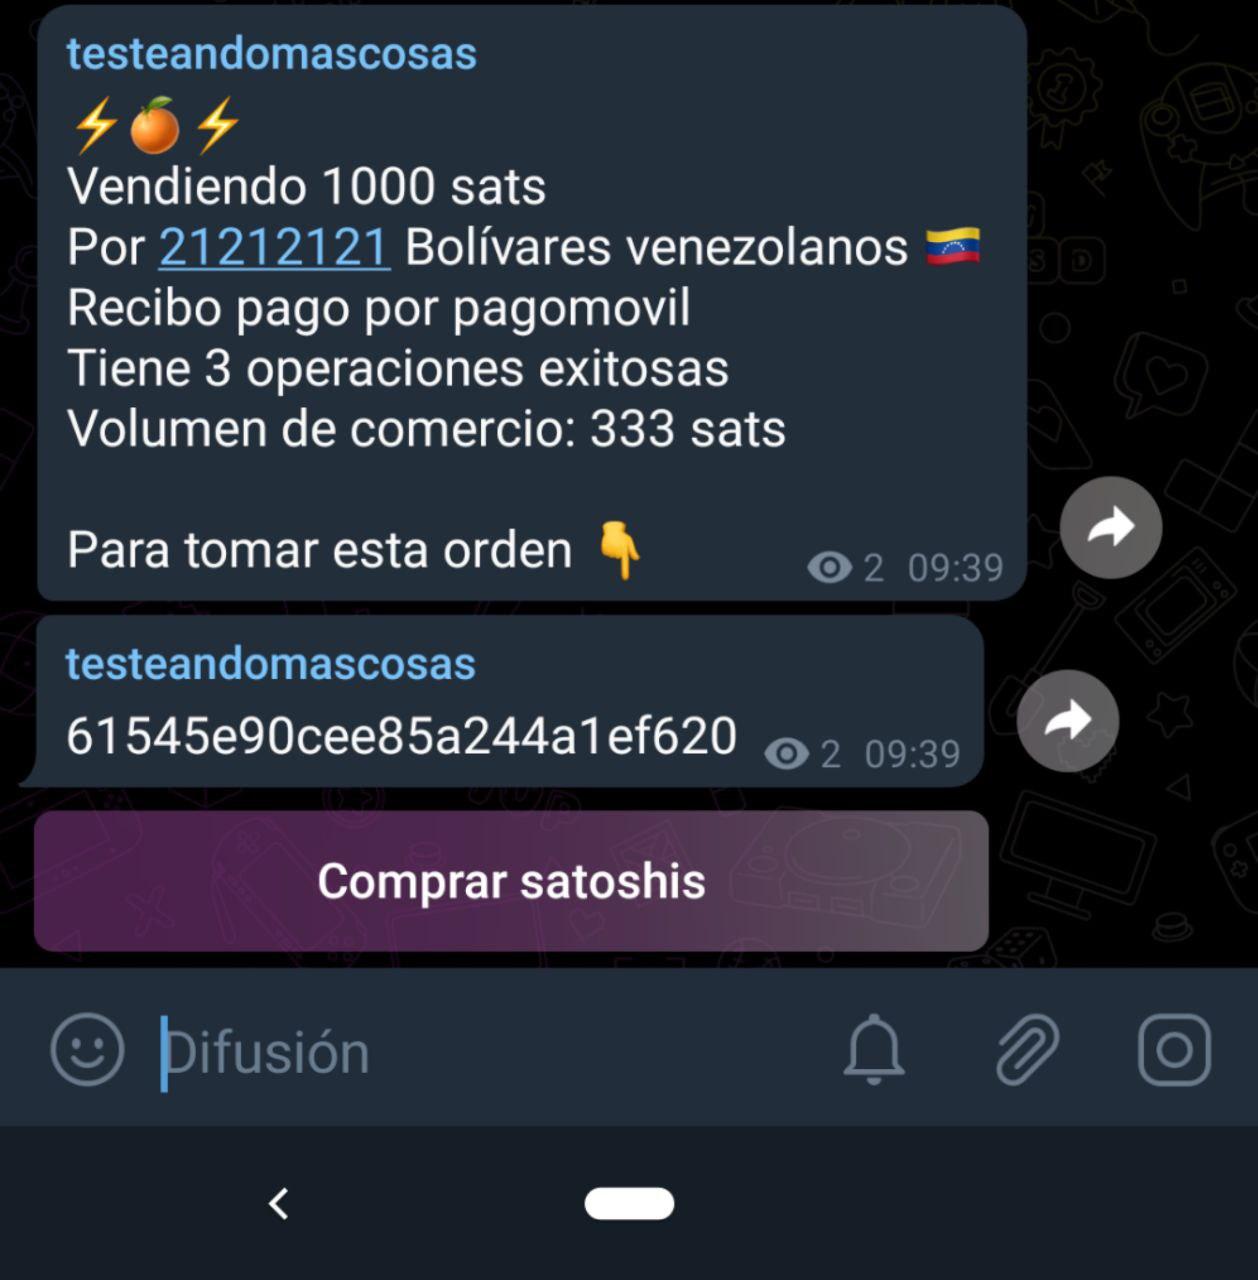 testeandomascosas
⚡🍊⚡
Vendiendo 1000 sats
Por 21212121 Bolívares venezolanos 🇻🇪
Recibo pago por pagomovil
Tiene 3 operaciones exitosas
Volumen de comercio: 333 sats
Para tomar esta orden 👇
2 09:39
testeandomascosas
61545e90cee85a244a1ef620
2 09:39
Comprar satoshis
Difusión